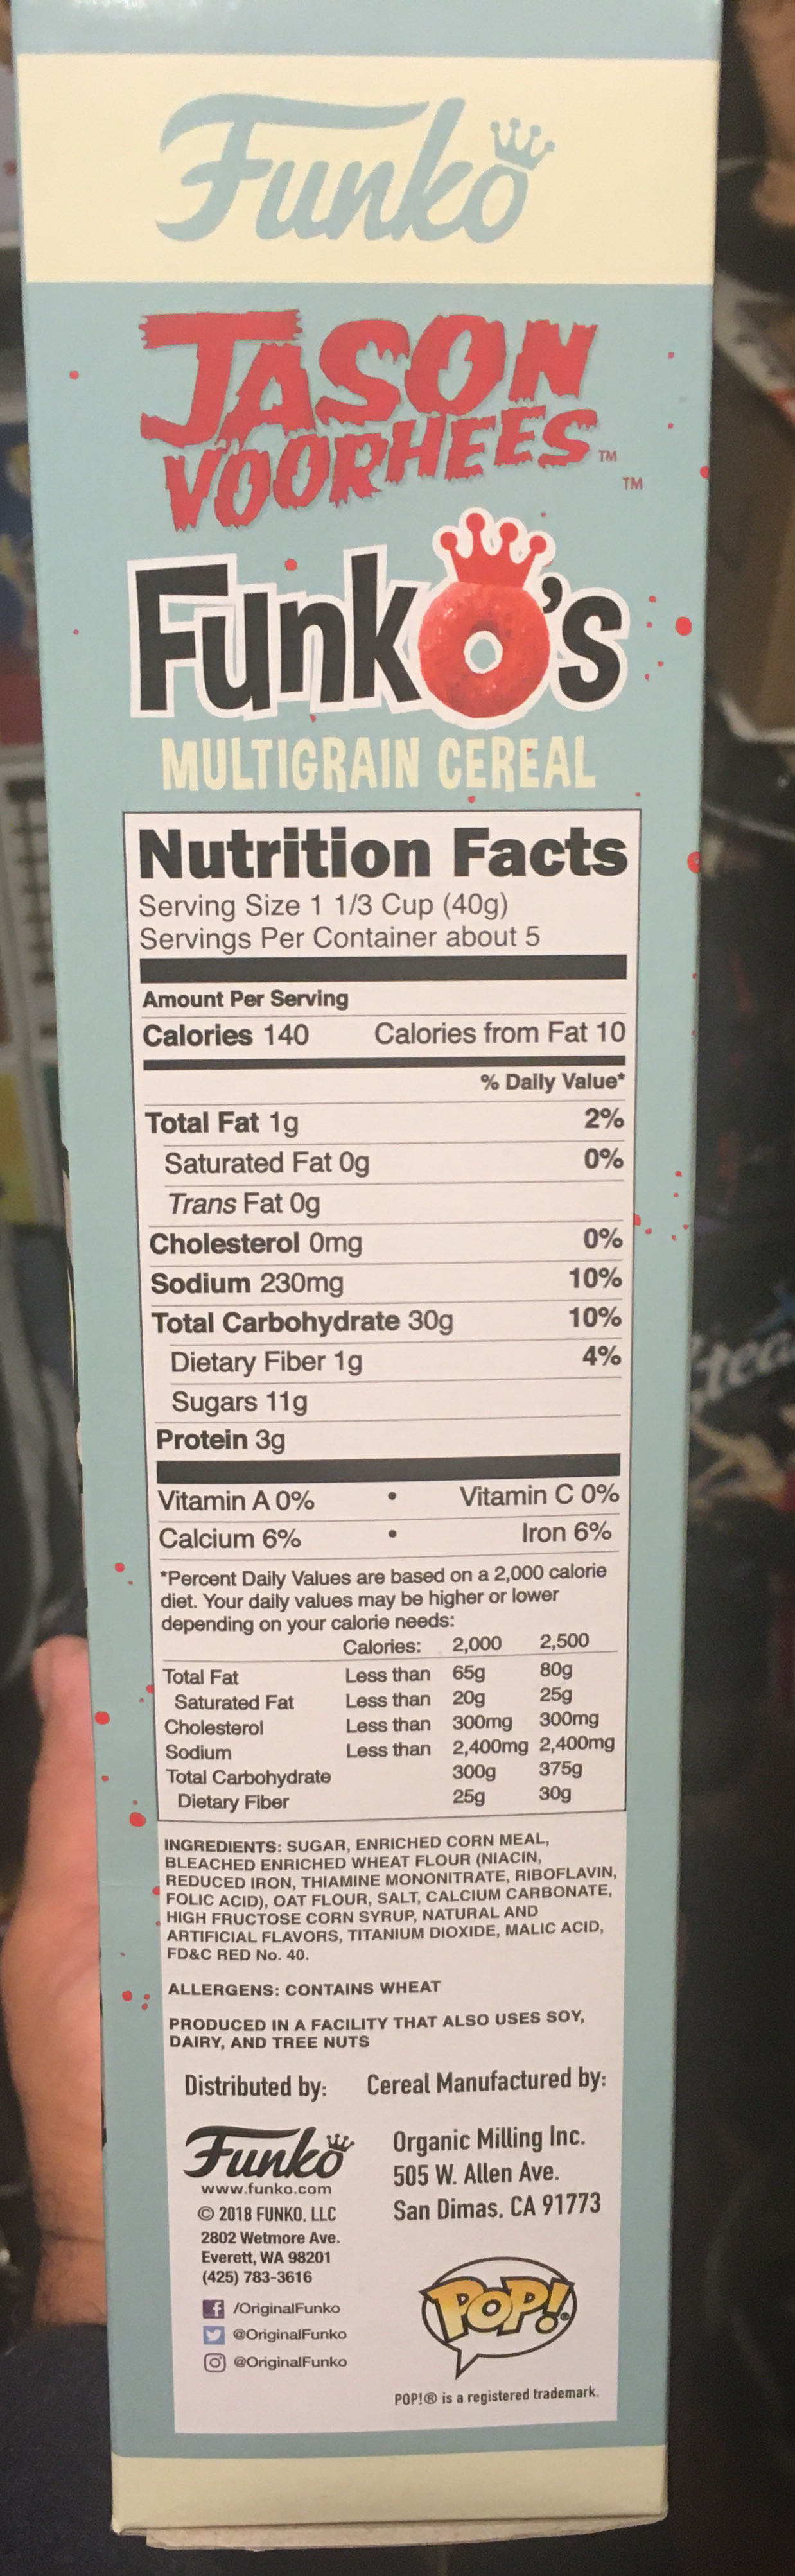 Funko
JASON
VOORHEES™
™
Funko's
MULTIGRAIN CEREAL
Nutrition Facts
Serving Size 1 1/3 Cup (40g)
Servings Per Container about 5
Amount Per Serving
Calories 140 Calories from Fat 10
% Daily Value*
Total Fat 1g 2%
Saturated Fat 0g 0%
Trans Fat 0g
Cholesterol 0mg 0%
Sodium 230mg 10%
Total Carbohydrate 30g 10%
Dietary Fiber 1g 4%
Sugars 11g
Protein 3g
Vitamin A 0% • Vitamin C 0%
Calcium 6% • Iron 6%
*Percent Daily Values are based on a 2,000 calorie
diet. Your daily values may be higher or lower
depending on your calorie needs:
Calories: 2,000 2,500
Total Fat Less than 65g 80g
Saturated Fat Less than 20g 25g
Cholesterol Less than 300mg 300mg
Sodium Less than 2,400mg 2,400mg
Total Carbohydrate 300g 375g
Dietary Fiber 25g 30g
INGREDIENTS: SUGAR, ENRICHED CORN MEAL,
BLEACHED ENRICHED WHEAT FLOUR (NIACIN,
REDUCED IRON, THIAMINE MONONITRATE, RIBOFLAVIN,
FOLIC ACID), OAT FLOUR, SALT, CALCIUM CARBONATE,
HIGH FRUCTOSE CORN SYRUP, NATURAL AND
ARTIFICIAL FLAVORS, TITANIUM DIOXIDE, MALIC ACID,
FD&C RED No. 40.
ALLERGENS: CONTAINS WHEAT
PRODUCED IN A FACILITY THAT ALSO USES SOY,
DAIRY, AND TREE NUTS
Distributed by:
Funko
www.funko.com
© 2018 FUNKO, LLC
2802 Wetmore Ave.
Everett, WA 98201
(425) 783-3616
/OriginalFunko
@OriginalFunko
@OriginalFunko
Cereal Manufactured by:
Organic Milling Inc.
505 W. Allen Ave.
San Dimas, CA 91773
POP!®
POP!® is a registered trademark.